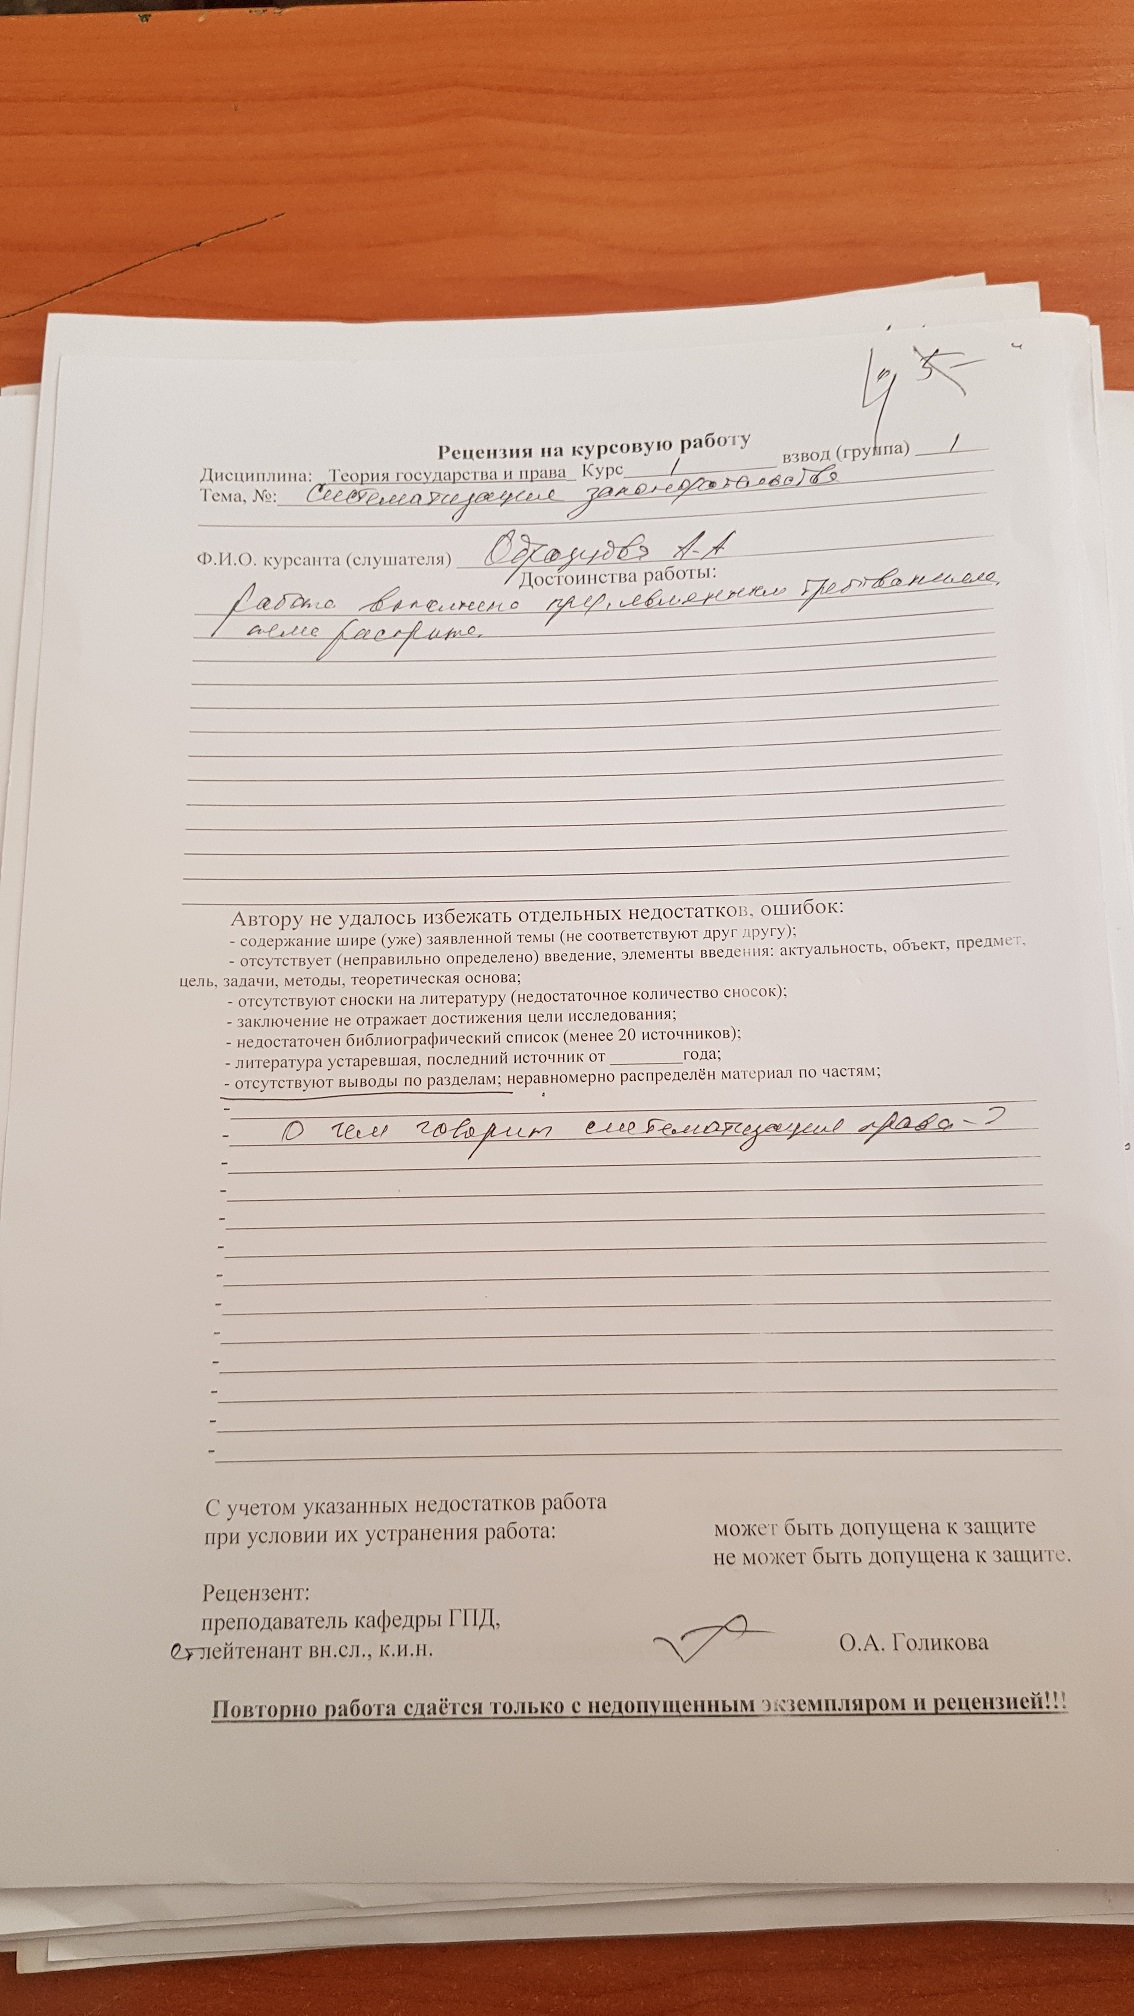 Рецензия на курсовую работу
Дисциплина: Теория государства и права Курс 1 взвод (группа) 1
Тема, №: Систематизация законодательства
Ф.И.О. курсанта (слушателя) А.А
Достоинства работы:
Работа выполнена требованиям,
тема раскрыта.
Автору не удалось избежать отдельных недостатков, ошибок:
- содержание шире (уже) заявленной темы (не соответствуют друг другу);
- отсутствует (неправильно определено) введение, элементы введения: актуальность, объект, предмет,
цель, задачи, методы, теоретическая основа;
- отсутствуют сноски на литературу (недостаточное количество сносок);
- заключение не отражает достижения цели исследования;
- недостаточен библиографический список (менее 20 источников);
- литература устаревшая, последний источник от ________года;
- отсутствуют выводы по разделам; неравномерно распределён материал по частям;
- О чем говорит систематизация права-?
С учетом указанных недостатков работа
при условии их устранения работа: может быть допущена к защите
не может быть допущена к защите.
Рецензент:
преподаватель кафедры ГПД,
ст лейтенант вн.сл., к.и.н. О.А. Голикова
Повторно работа сдаётся только с недопущенным экземпляром и рецензией!!!